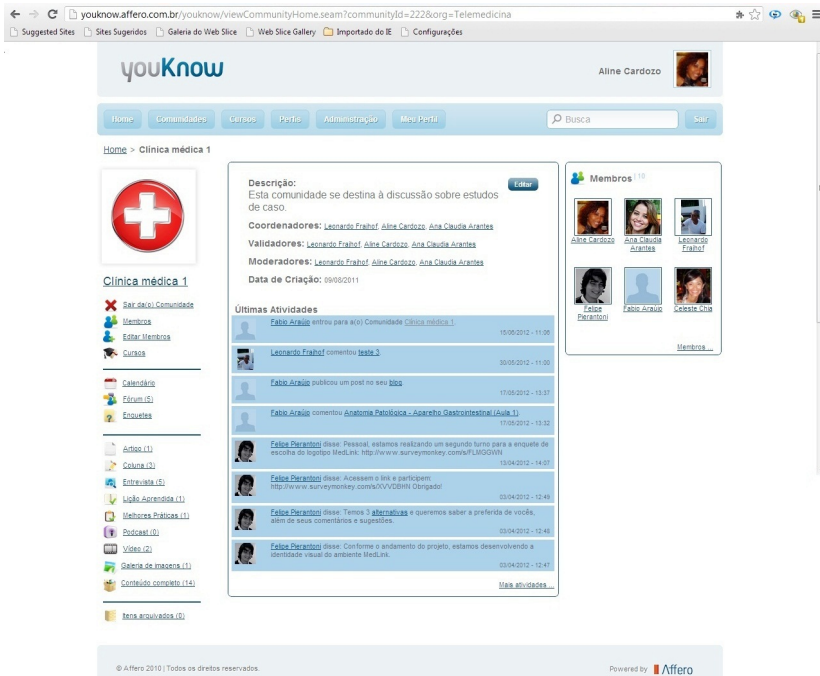 youknow.affero.com.br/youknow/viewCommunityHome.seam?communityId=222&org=Telemedicina
Suggested Sites
Sites Sugeridos
Galeria do Web Slice
Web Slice Gallery
Importado do IE
Configurações
youKnow
Aline Cardozo
Home
Comunidades
Cursos
Perfis
Administração
Meu Perfil
Busca
Sair
Home > Clínica médica 1
Clínica médica 1
Sair da(o) Comunidade
Membros
Editar Membros
Cursos
Calendário
Fórum (5)
Enquetes
Artigo (1)
Coluna (3)
Entrevista (5)
Lição Aprendida (1)
Melhores Práticas (1)
Podcast (0)
Vídeo (2)
Galeria de imagens (1)
Conteúdo completo (14)
Itens arquivados (0)
Descrição:
Editar
Esta comunidade se destina à discussão sobre estudos
de caso.
Coordenadores: Leonardo Fraihof, Aline Cardozo, Ana Claudia Arantes
Validadores: Leonardo Fraihof, Aline Cardozo, Ana Claudia Arantes
Moderadores: Leonardo Fraihof, Aline Cardozo, Ana Claudia Arantes
Data de Criação: 09/08/2011
Últimas Atividades
Fabio Araújo entrou para a(o) Comunidade Clínica médica 1.
15/06/2012 - 11:06
Leonardo Fraihof comentou teste 3.
30/05/2012 - 11:00
Fabio Araújo publicou um post no seu blog.
17/05/2012 - 13:37
Fabio Araújo comentou Anatomia Patológica - Aparelho Gastrointestinal (Aula 1).
17/05/2012 - 13:32
Felipe Pierantoni disse: Pessoal, estamos realizando um segundo turno para a enquete de
escolha do logotipo MedLink: http://www.surveymonkey.com/s/FLMGGWN
13/04/2012 - 14:07
Felipe Pierantoni disse: Acessem o link e participem:
http://www.surveymonkey.com/s/XVVDBHN Obrigado!
03/04/2012 - 12:49
Felipe Pierantoni disse: Temos 3 alternativas e queremos saber a preferida de vocês,
além de seus comentários e sugestões.
03/04/2012 - 12:48
Felipe Pierantoni disse: Conforme o andamento do projeto, estamos desenvolvendo a
identidade visual do ambiente MedLink.
03/04/2012 - 12:47
Mais atividades ...
Membros
Aline Cardozo
Ana Claudia
Arantes
Leonardo
Fraihof
Felipe
Pierantoni
Fabio Araújo
Celeste Chia
Membros ...
© Affero 2010 | Todos os direitos reservados.
Powered by Affero